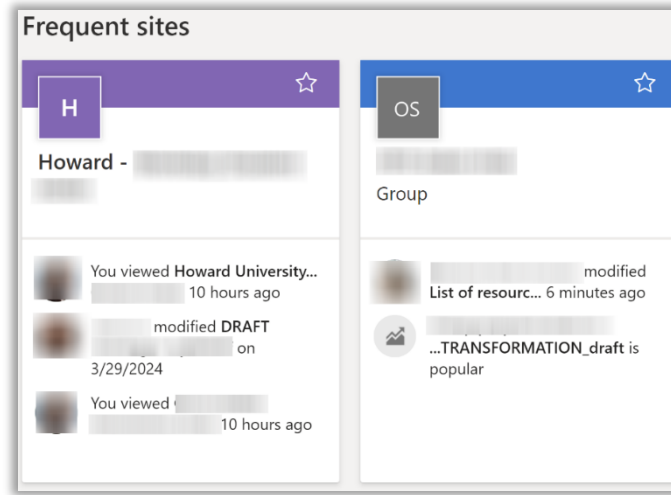 Frequent sites
H
Howard -
You viewed Howard University...
10 hours ago
modified DRAFT
on
3/29/2024
You viewed
10 hours ago
OS
Group
modified
List of resourc... 6 minutes ago
...TRANSFORMATION_draft is
popular